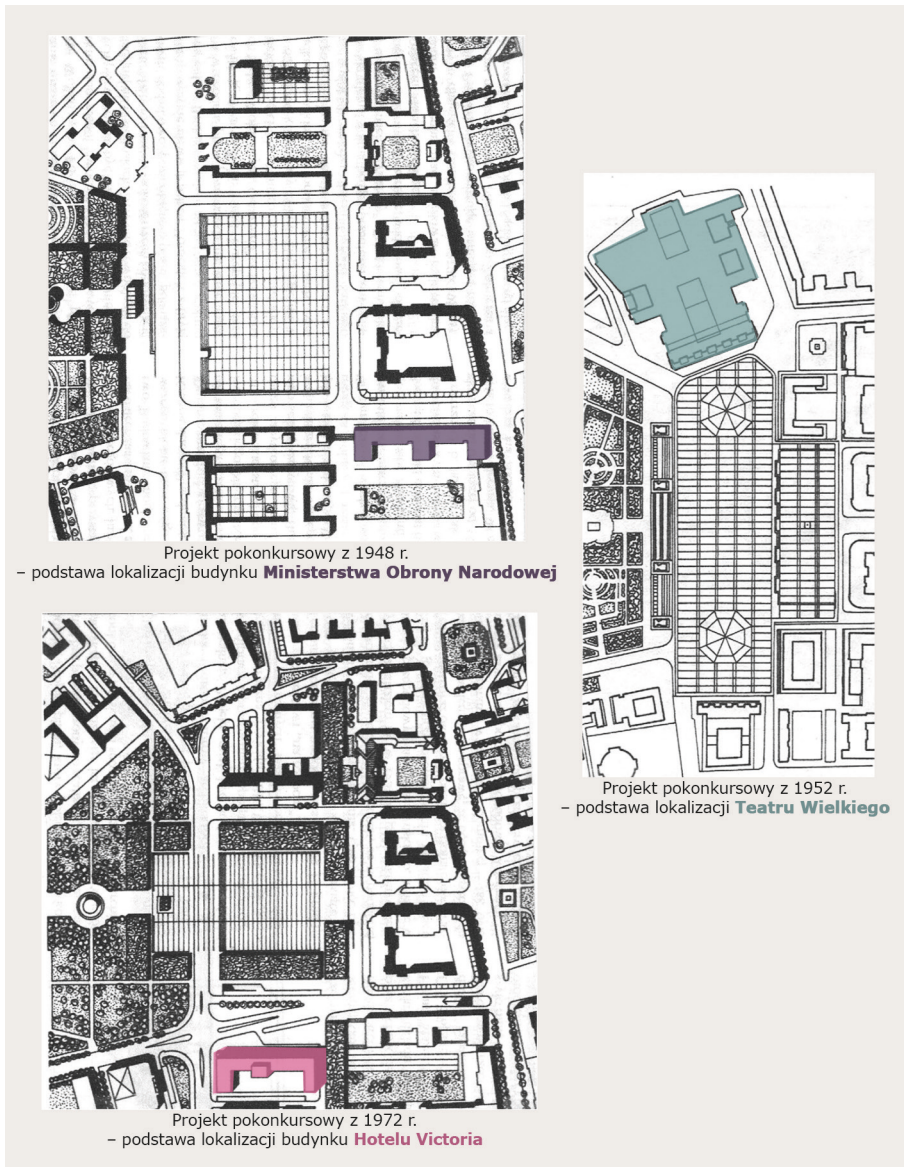 Projekt pokonkursowy z 1948 r.
– podstawa lokalizacji budynku Ministerstwa Obrony Narodowej
Projekt pokonkursowy z 1952 r.
– podstawa lokalizacji Teatru Wielkiego
Projekt pokonkursowy z 1972 r.
– podstawa lokalizacji budynku Hotelu Victoria